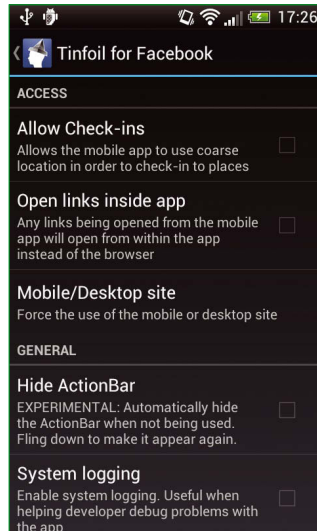 17:26
Tinfoil for Facebook
ACCESS
Allow Check-ins
Allows the mobile app to use coarse
location in order to check-in to places
Open links inside app
Any links being opened from the mobile
app will open from within the app
instead of the browser
Mobile/Desktop site
Force the use of the mobile or desktop site
GENERAL
Hide ActionBar
EXPERIMENTAL: Automatically hide
the ActionBar when not being used.
Fling down to make it appear again.
System logging
Enable system logging. Useful when
helping developer debug problems with
the app